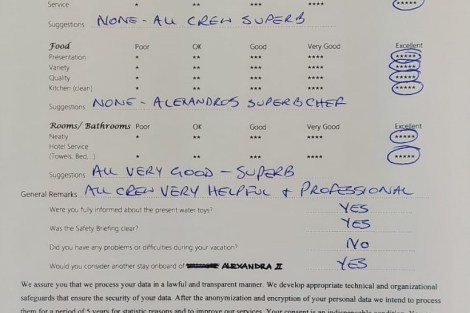 Service * ** *** *****
Suggestions NONE - ALL CREW SUPERB
Food Poor OK Good Very Good Excellent
Presentation * ** *** **** *****
Variety * ** *** **** *****
Quality * ** *** **** *****
Kitchen (clean) * ** *** **** *****
Suggestions NONE - ALEXANDROS SUPERB CHEF
Rooms/ Bathrooms Poor OK Good Very Good Excellent
Neatly * ** *** **** *****
Hotel Service
(Towels, Bed,..) * ** *** **** *****
Suggestions ALL VERY GOOD - SUPERB
General Remarks ALL CREW VERY HELPFUL + PROFESSIONAL
Were you fully informed about the present water toys? YES
Was the Safety Briefing clear? YES
Did you have any problems or difficulties during your vacation? NO
Would you consider another stay onboard of ALEXANDRA II YES
We assure you that we process your data in a lawful and transparent manner. We develop appropriate technical and organizational
safeguards that ensure the security of your data. After the anonymization and encryption of your personal data we intend to process
them for a period of 5 years for statistic reasons and to improve our services. Your consent is an indispensable condition.